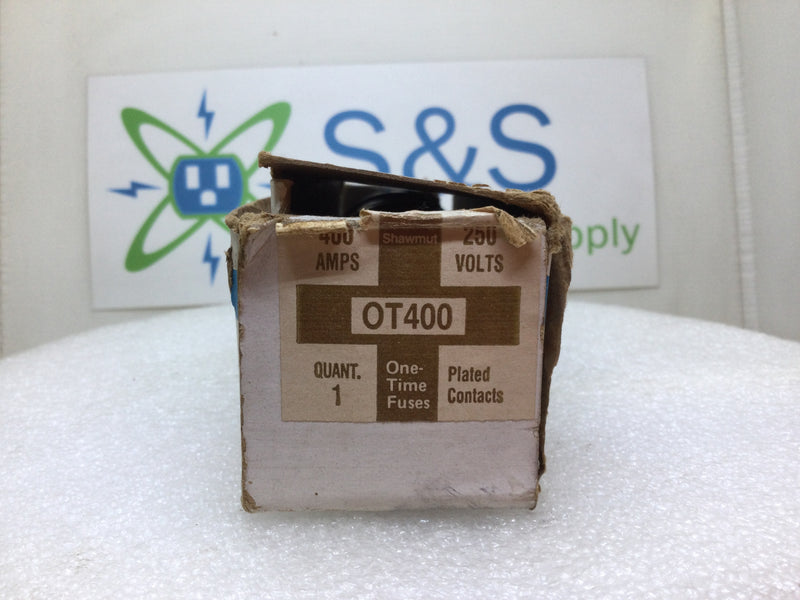 S&S
pply
400 Shawmut 250
AMPS VOLTS
OT400
QUANT.
1
One-
Time
Fuses
Plated
Contacts